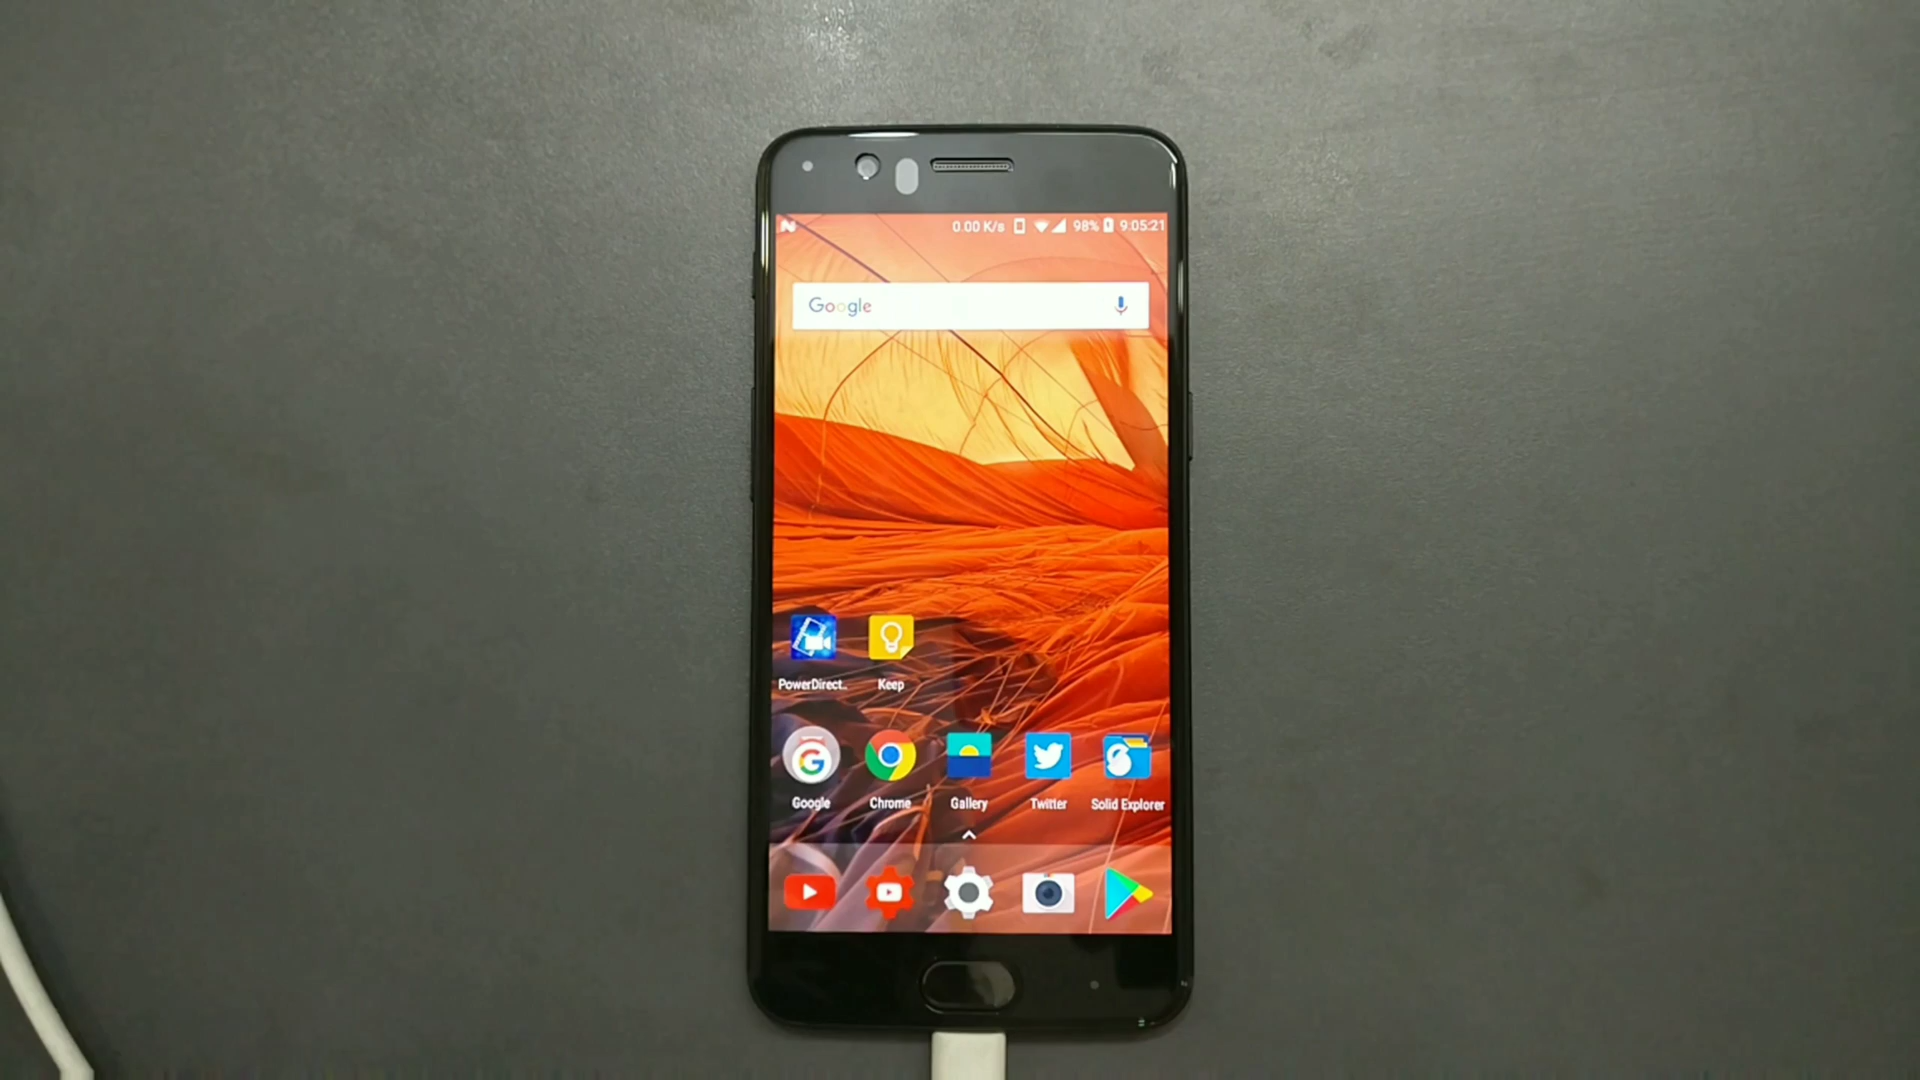 0.00 K/s 98% 9:05:21
Google
PowerDirect.. Keep
Google Chrome Gallery Twitter Solid Explorer